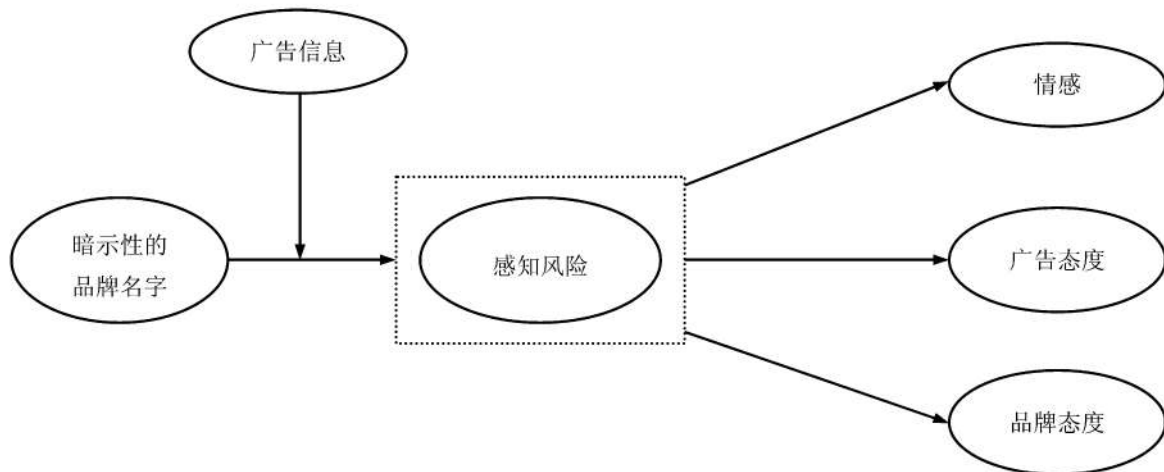 广告信息
情感
暗示性的
品牌名字
感知风险
广告态度
品牌态度